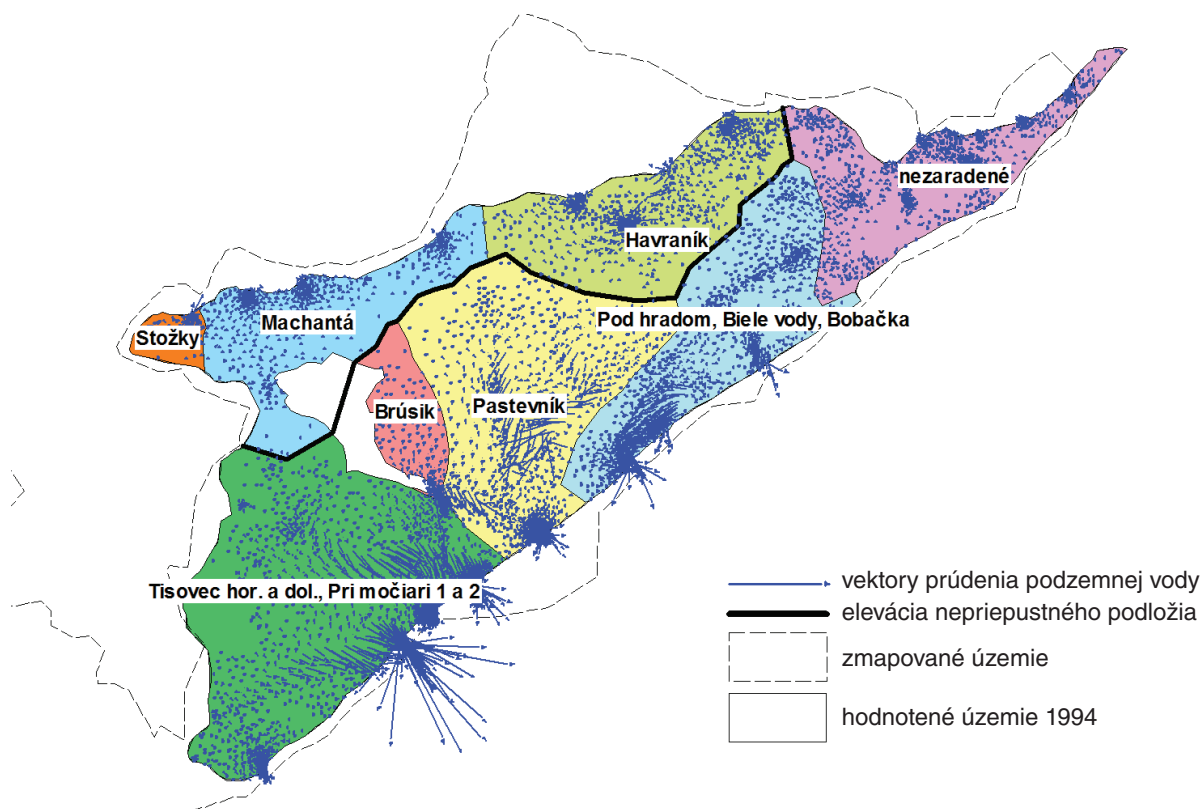 nezaradené
Havraník
Pod hradom, Biele vody, Bobačka
Machantá
Stožky
Brúsik
Pastevník
Tisovec hor. a dol., Pri močiari 1 a 2
vektory prúdenia podzemnej vody
elevácia nepriepustného podložia
zmapované územie
hodnotené územie 1994